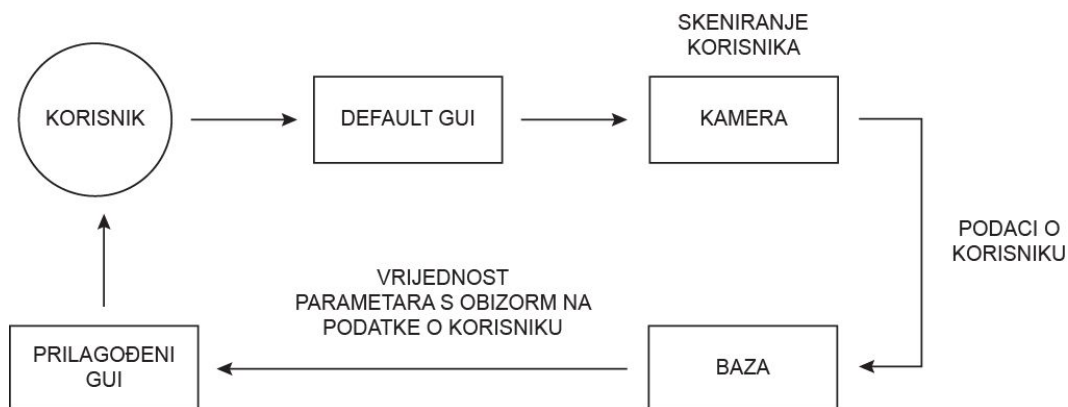 SKENIRANJE
KORISNIKA
KORISNIK
DEFAULT GUI
KAMERA
PODACI O
KORISNIKU
VRIJEDNOST
PARAMETARA S OBIZORM NA
PODATKE O KORISNIKU
PRILAGOĐENI
GUI
BAZA